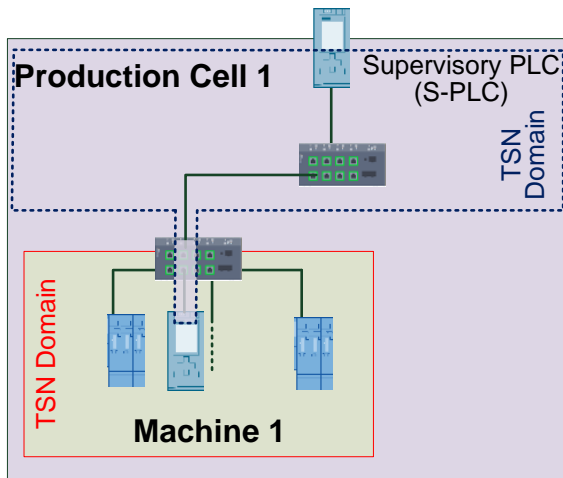 Production Cell 1
Supervisory PLC
(S-PLC)
TSN
Domain
TSN Domain
Machine 1